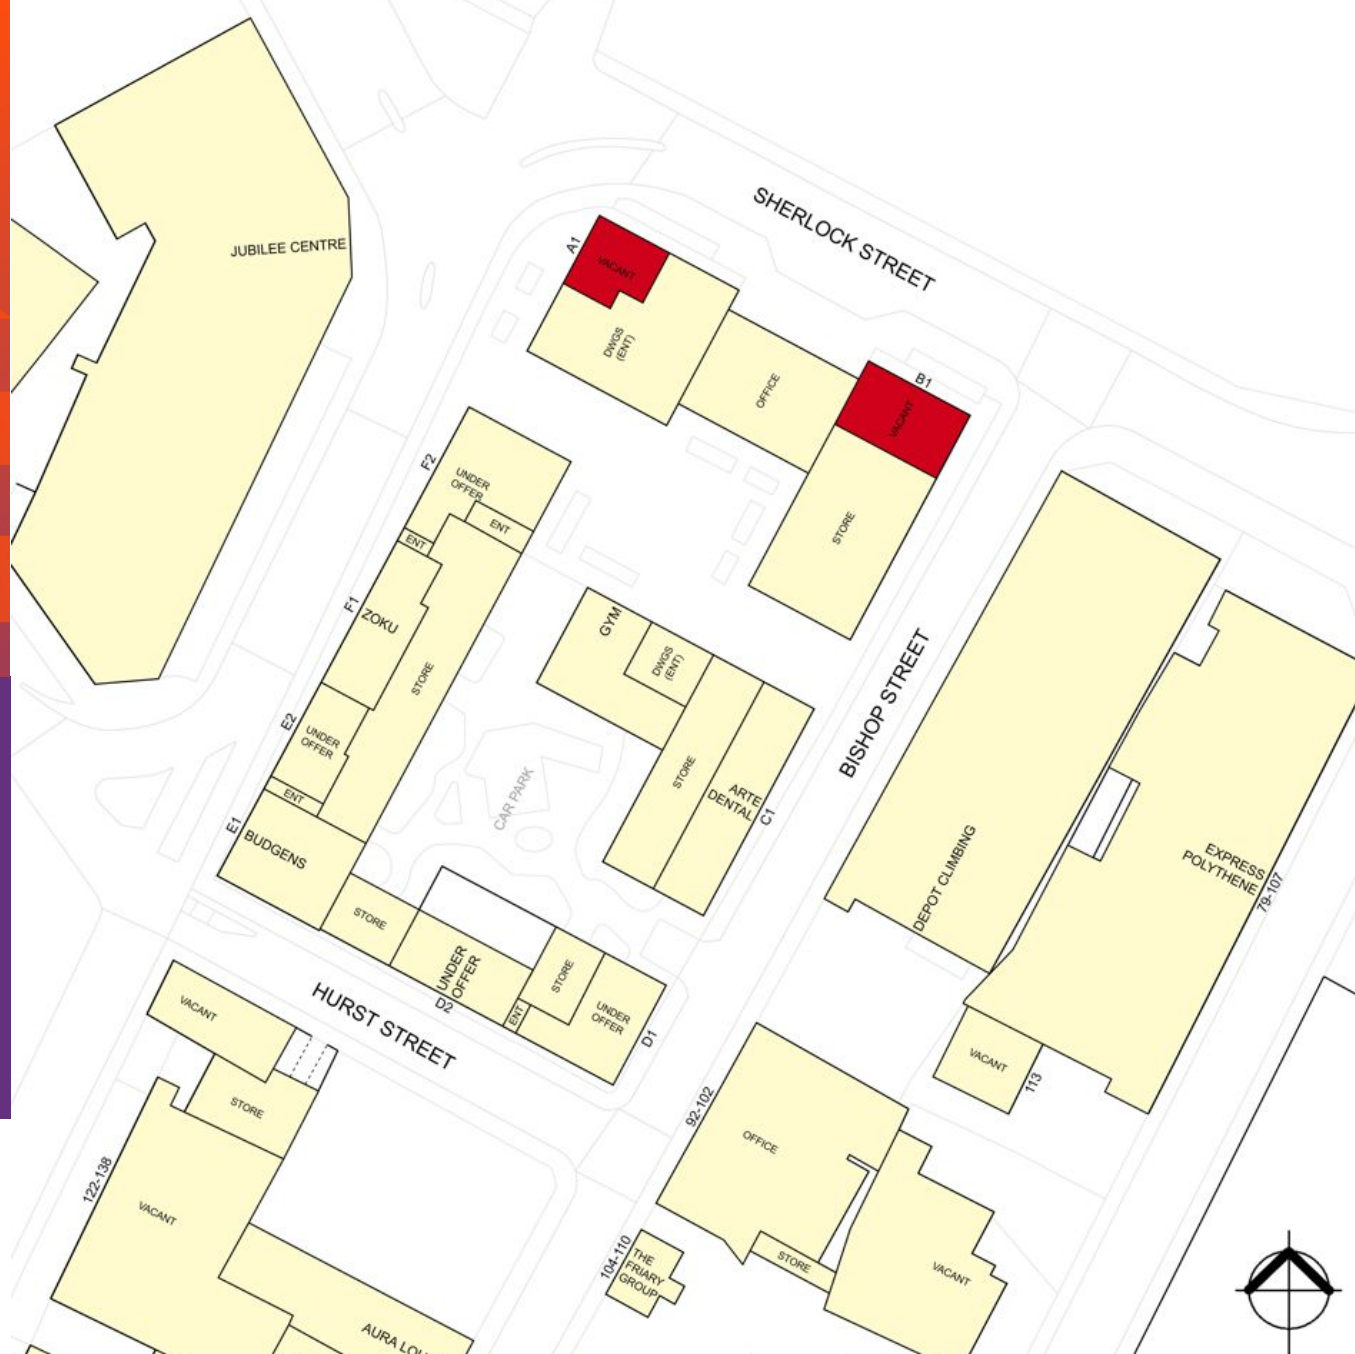 SHERLOCK STREET
A1
VACANT
JUBILEE CENTRE
DWGS
(ENT)
B1
OFFICE
VACANT
F2
UNDER
OFFER
ENT
ENT
STORE
F1
ZOKU
GYM
DWGS
(ENT)
STORE
BISHOP STREET
E2
UNDER
OFFER
STORE
CAR PARK
ENT
ARTE
DENTAL
C1
E1
BUDGENS
DEPOT CLIMBING
EXPRESS
POLYTHENE
79-107
STORE
UNDER
OFFER
D2
STORE
ENT
UNDER
OFFER
D1
HURST STREET
VACANT
STORE
VACANT
113
92-102
OFFICE
122-138
VACANT
104-110
THE
FRIARY
GROUP
STORE
VACANT
AURA